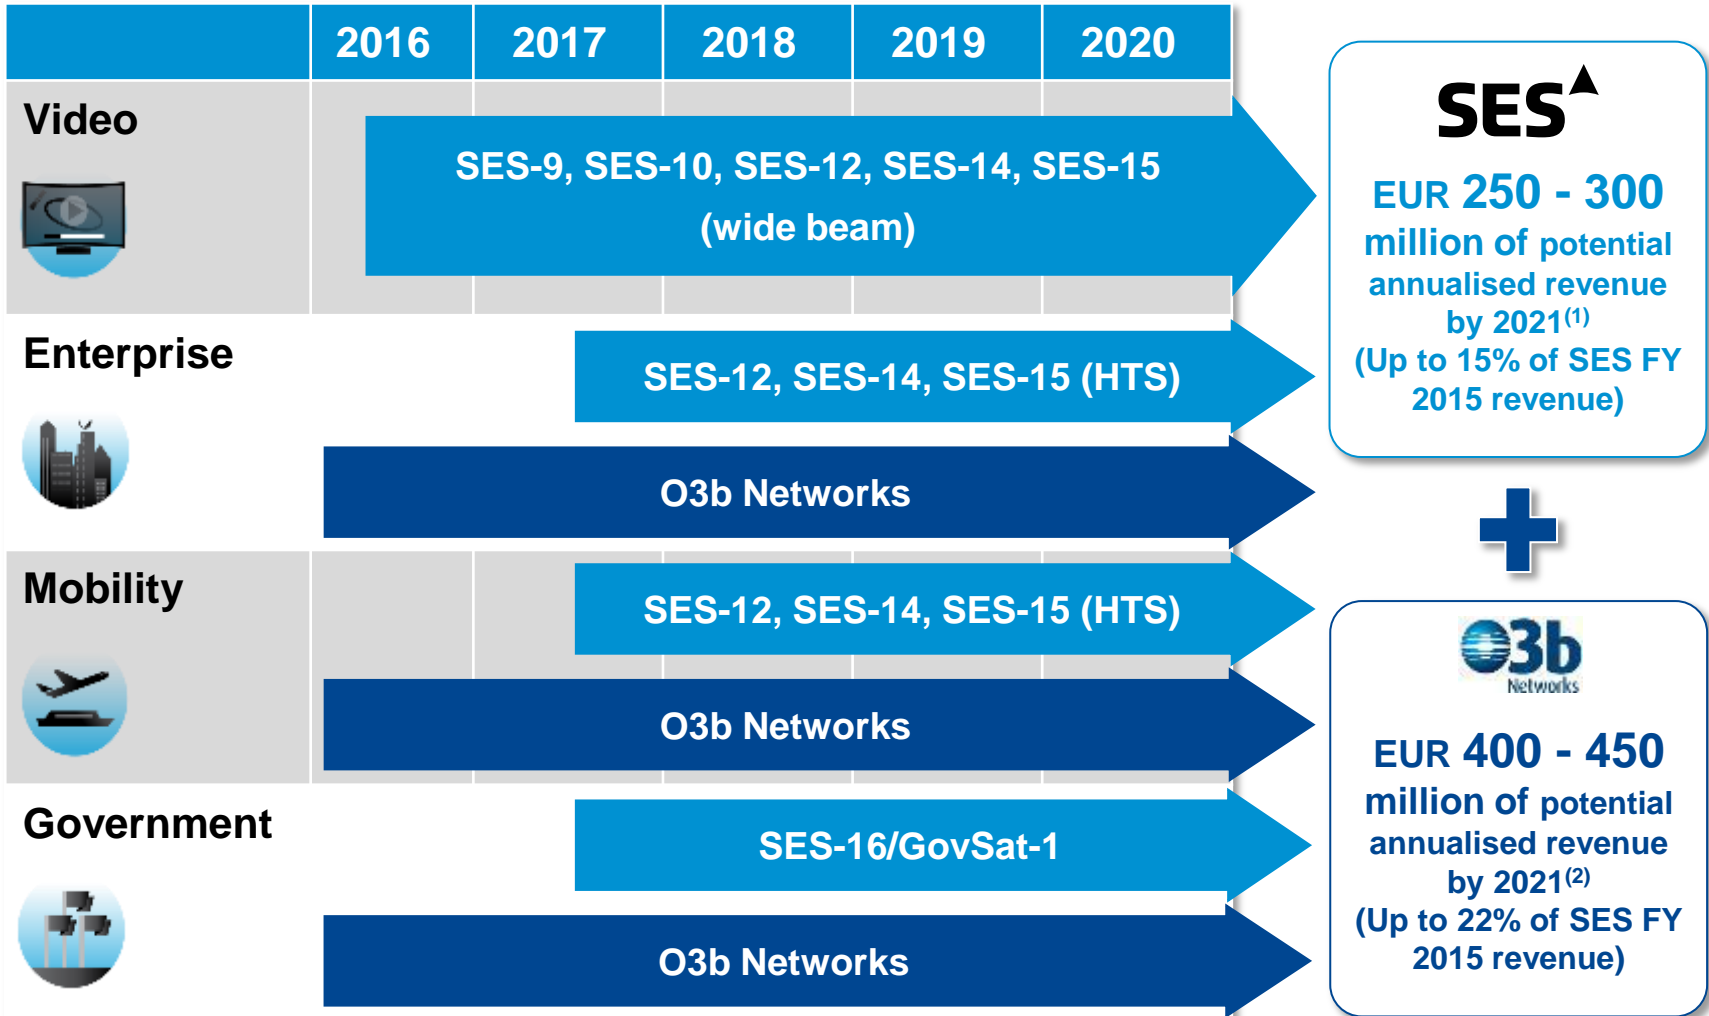 2016 2017 2018 2019 2020
Video
SES-9, SES-10, SES-12, SES-14, SES-15
(wide beam)
Enterprise
SES-12, SES-14, SES-15 (HTS)
O3b Networks
Mobility
SES-12, SES-14, SES-15 (HTS)
O3b Networks
Government
SES-16/GovSat-1
O3b Networks
SES
EUR 250 - 300
million of potential
annualised revenue
by 2021(1)
(Up to 15% of SES FY
2015 revenue)
O3b
Networks
EUR 400 - 450
million of potential
annualised revenue
by 2021(2)
(Up to 22% of SES FY
2015 revenue)